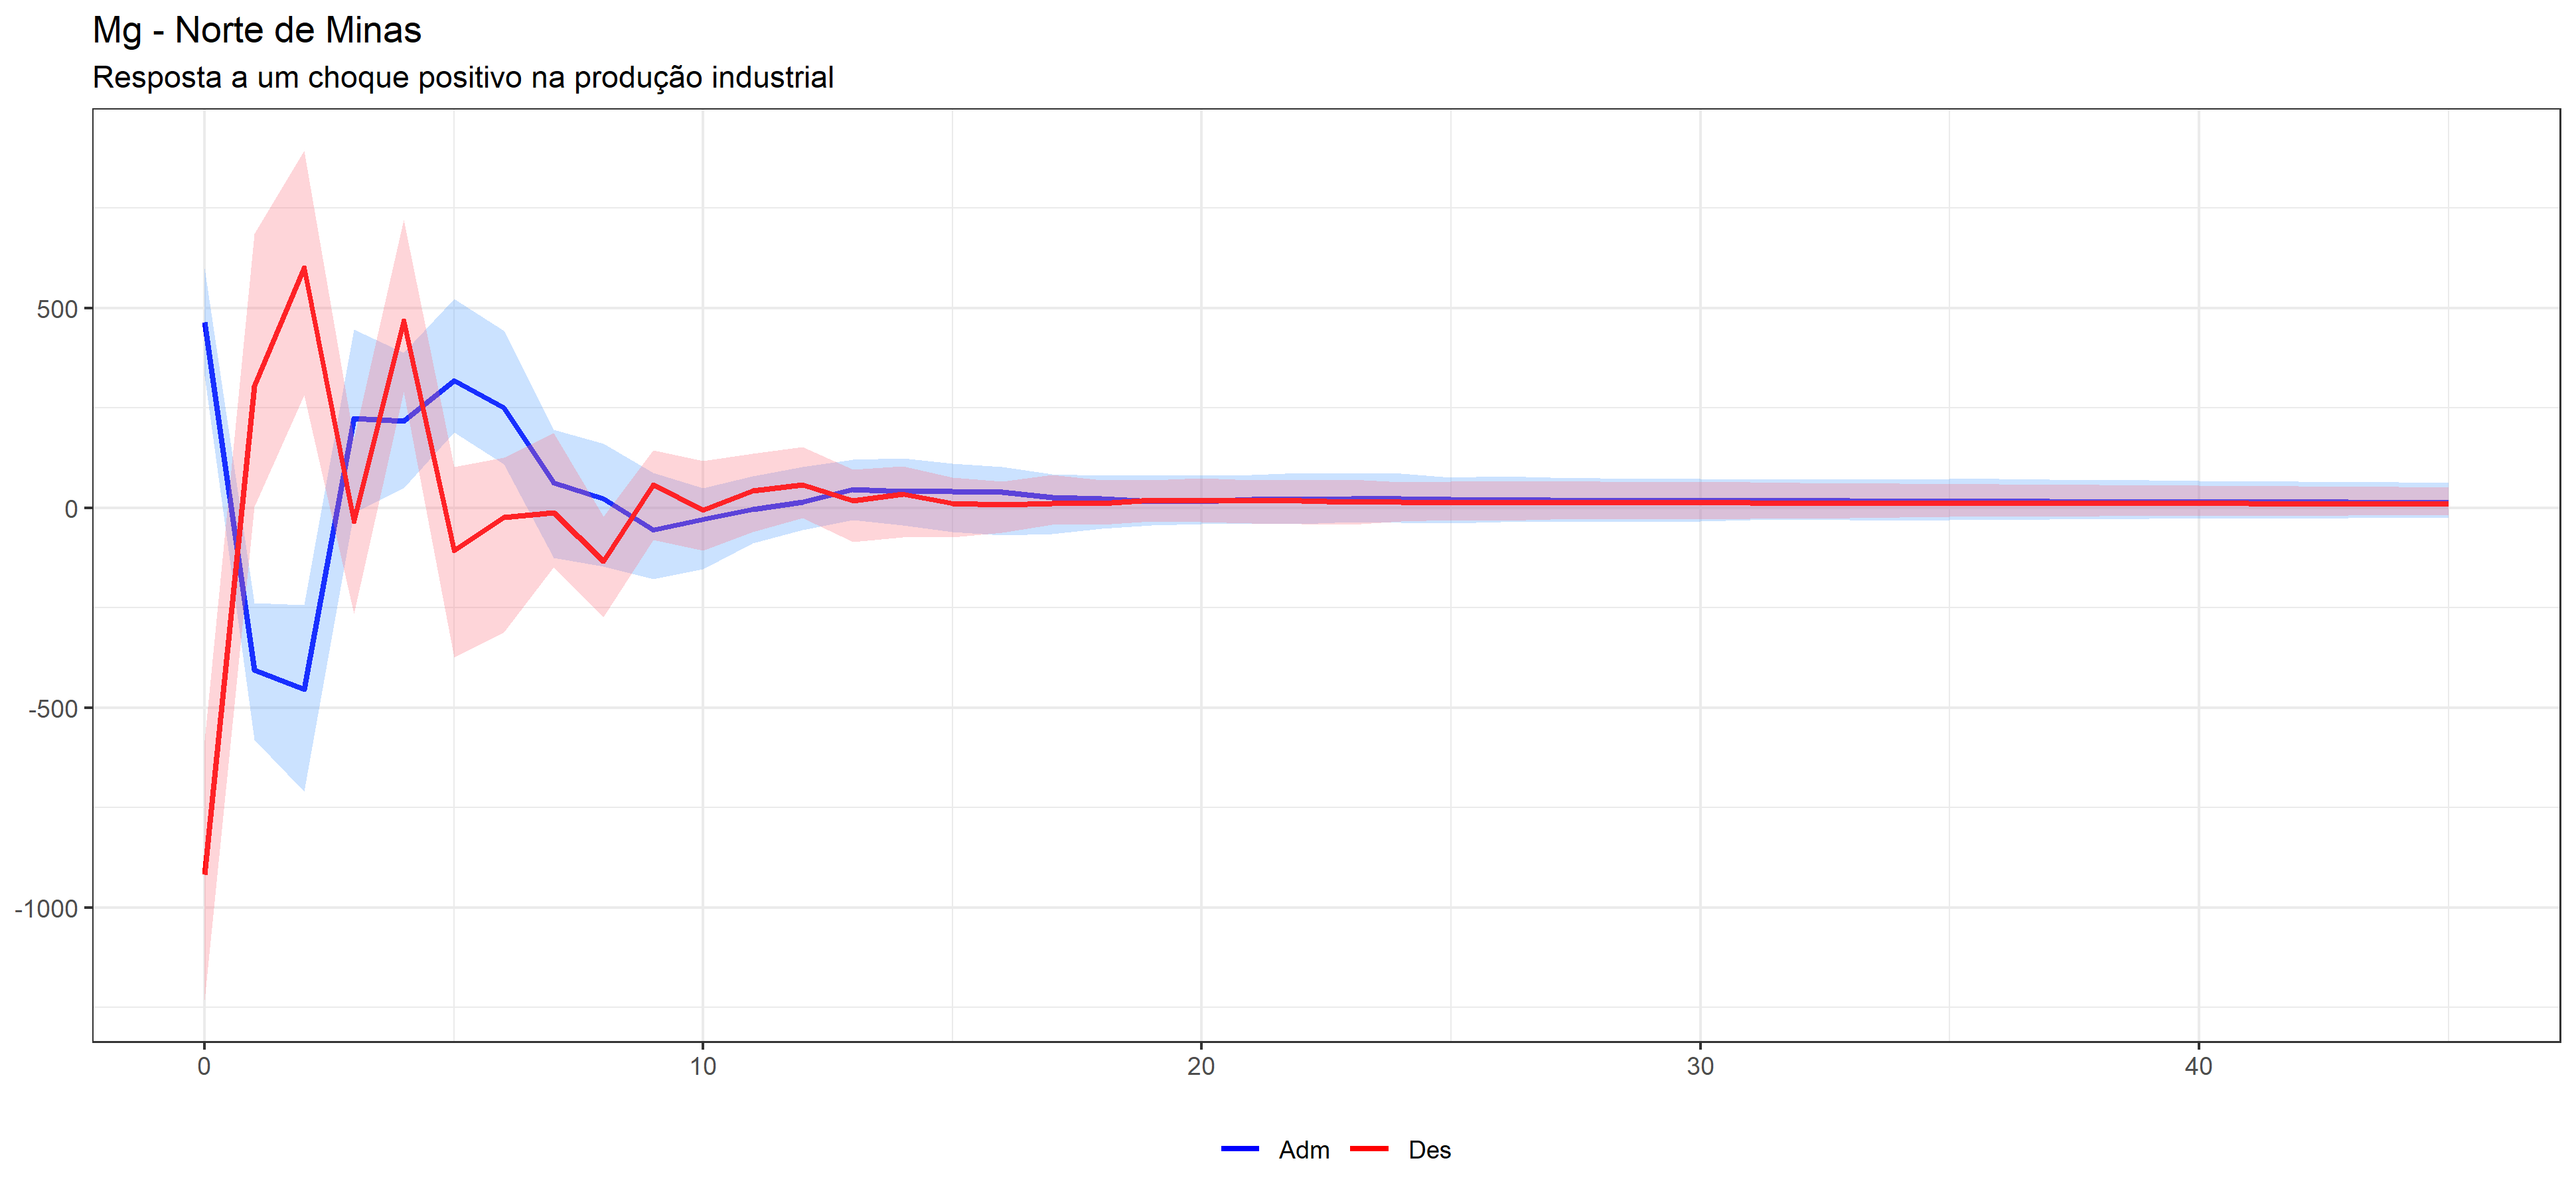 Mg - Norte de Minas
Resposta a um choque positivo na produção industrial
500
0
-500
-1000
0 10 20 30 40
Adm Des